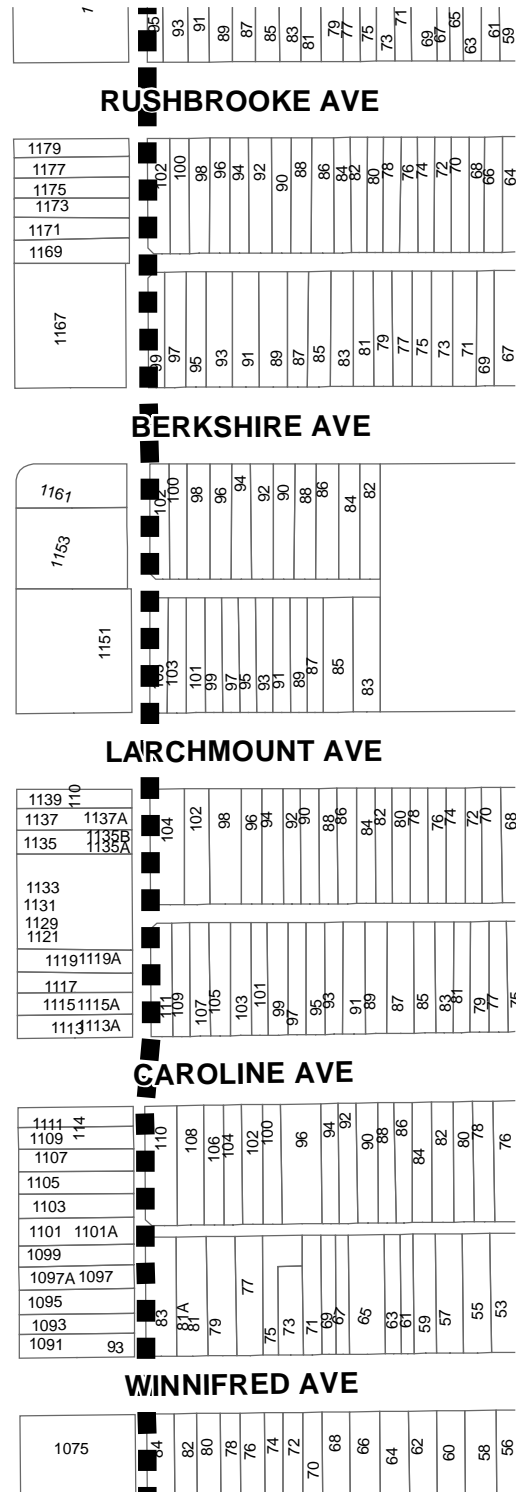 95 93 91 89 87 85 83 81 79 77 75 73 71 69 67 65 63 61 59
RUSHBROOKE AVE
1179
1177
1175
1173
1171
1169
1167
102 100 98 96 94 92 90 88 86 84 82 80 78 76 74 72 70 68 66 64
99 97 95 93 91 89 87 85 83 81 79 77 75 73 71 69 67
BERKSHIRE AVE
1161
1153
1151
102 100 98 96 94 92 90 88 86 84 82
103 101 99 97 95 93 91 89 87 85 83
LARCHMOUNT AVE
1139 110
1137 1137A
1135B
1135 1135A
1133
1131
1129
1121
1119 1119A
1117
1115 1115A
1113 1113A
104 102 98 96 94 92 90 88 86 84 82 80 78 76 74 72 70 68
111 109 107 105 103 101 99 97 95 93 91 89 87 85 83 81 79 77 75
CAROLINE AVE
1111 114
1109
1107
1105
1103
1101 1101A
1099
1097A 1097
1095
1093
1091 93
110 108 106 104 102 100 96 94 92 90 88 86 84 82 80 78 76
83 81A 81 79 77 75 73 71 69 67 65 63 61 59 57 55 53
WINNIFRED AVE
1075
84 82 80 78 76 74 72 70 68 66 64 62 60 58 56